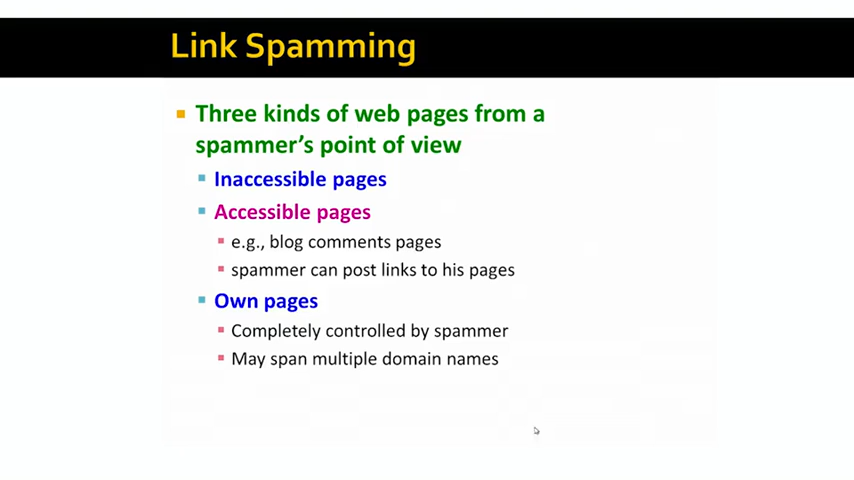 Link Spamming
Three kinds of web pages from a
spammer's point of view
Inaccessible pages
Accessible pages
e.g., blog comments pages
spammer can post links to his pages
Own pages
Completely controlled by spammer
May span multiple domain names